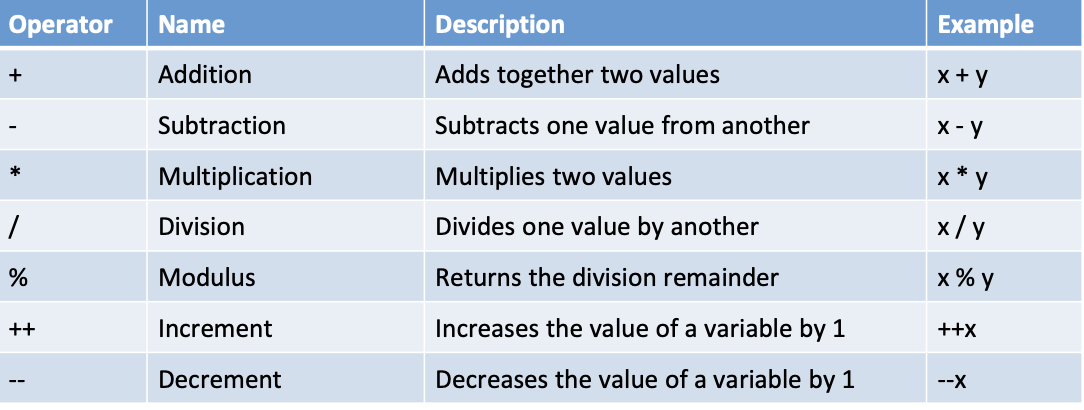 Operator Name Description Example
+ Addition Adds together two values x + y
- Subtraction Subtracts one value from another x - y
* Multiplication Multiplies two values x * y
/ Division Divides one value by another x / y
% Modulus Returns the division remainder x % y
++ Increment Increases the value of a variable by 1 ++x
-- Decrement Decreases the value of a variable by 1 --x